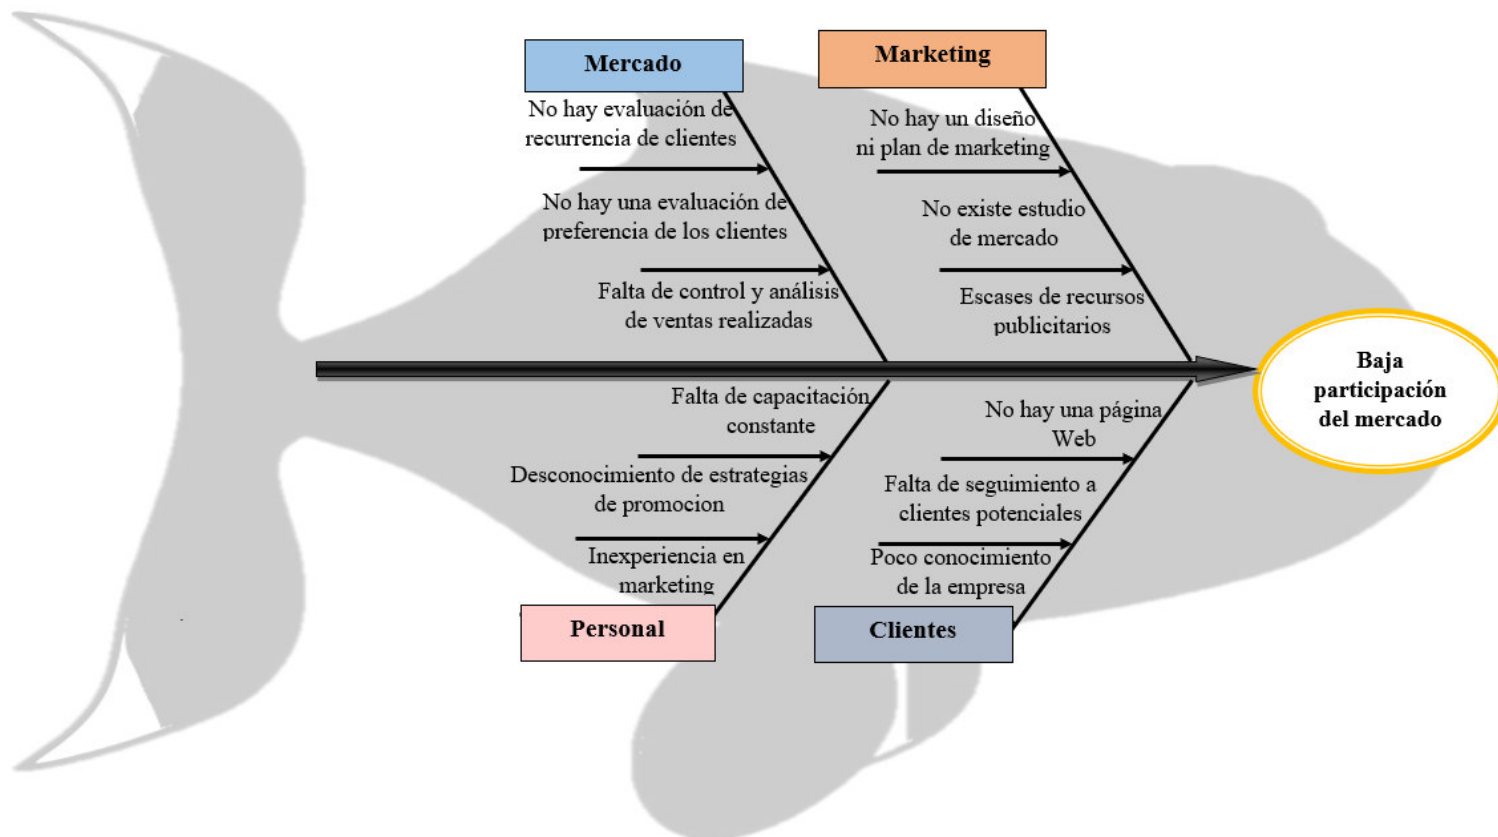 Mercado
No hay evaluación de
recurrencia de clientes
No hay una evaluación de
preferencia de los clientes
Falta de control y análisis
de ventas realizadas
Marketing
No hay un diseño
ni plan de marketing
No existe estudio
de mercado
Escases de recursos
publicitarios
Baja
participación
del mercado
Falta de capacitación
constante
Desconocimiento de estrategias
de promocion
Inexperiencia en
marketing
Personal
No hay una página
Web
Falta de seguimiento a
clientes potenciales
Poco conocimiento
de la empresa
Clientes